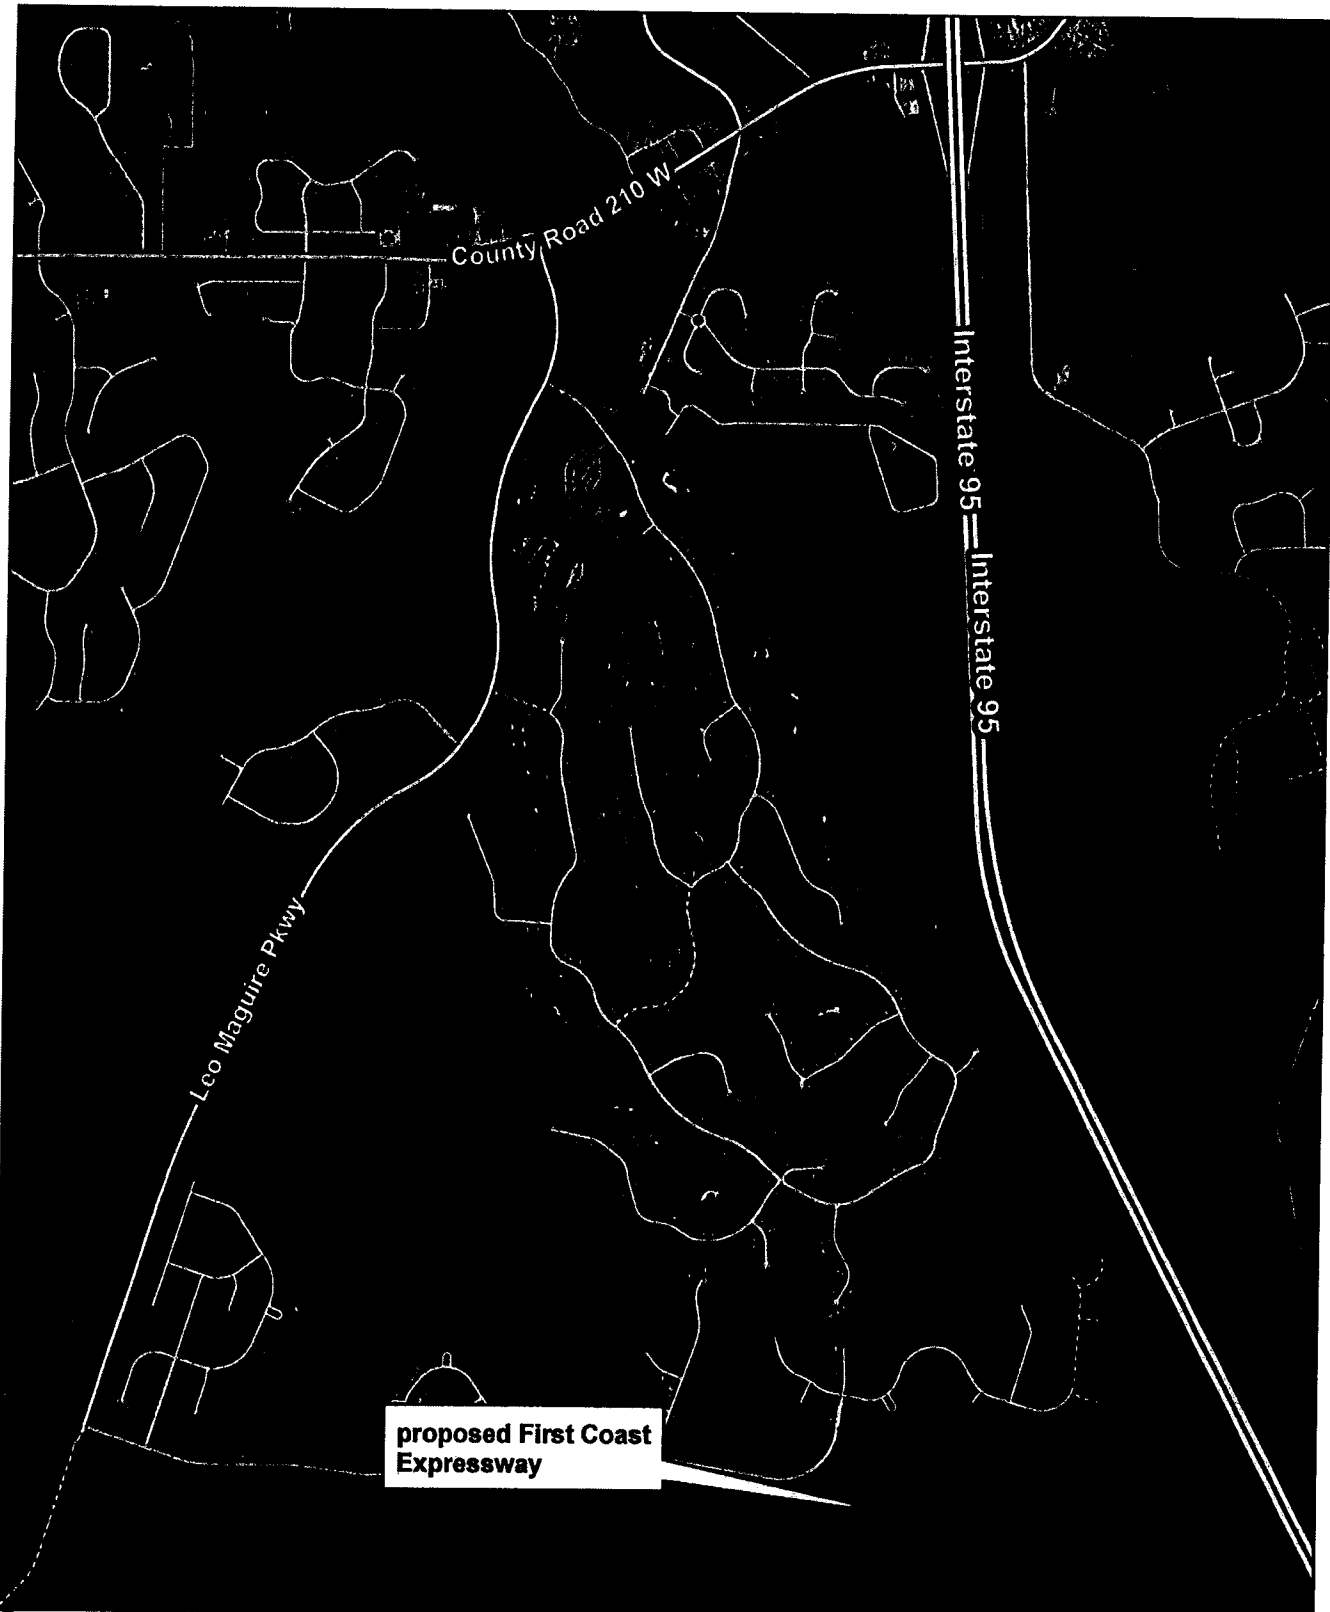 County Road 210 W
Interstate 95
Interstate 95
Leo Maguire Pkwy
proposed First Coast
Expressway